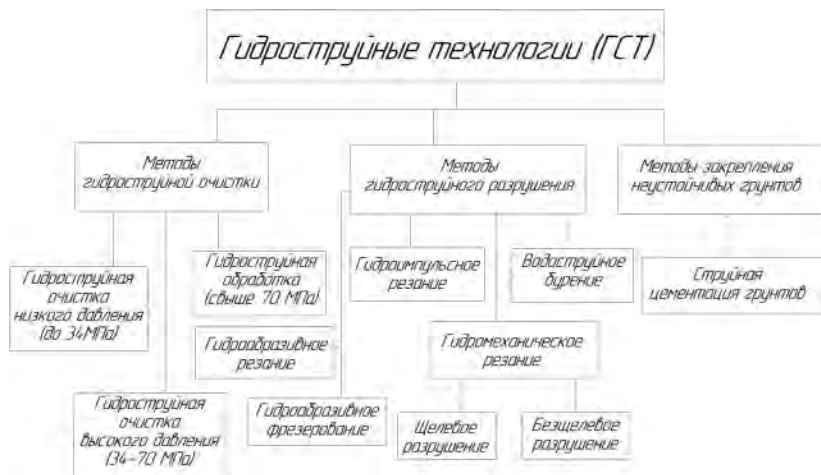 Гидроструйные технологии (ГСТ)
Методы
гидроструйной очистки
Методы
гидроструйного разрушения
Методы закрепления
неустойчивых грунтов
Гидроструйная
очистка
низкого давления
(до 34МПа)
Гидроструйная
обработка
(свыше 70 МПа)
Гидроимпульсное
резание
Водоструйное
бурение
Струйная
цементация грунтов
Гидроабразивное
резание
Гидромеханическое
резание
Гидроструйная
очистка
высокого давления
(34-70 МПа)
Гидроабразивное
фрезерование
Щелевое
разрушение
Безщелевое
разрушение